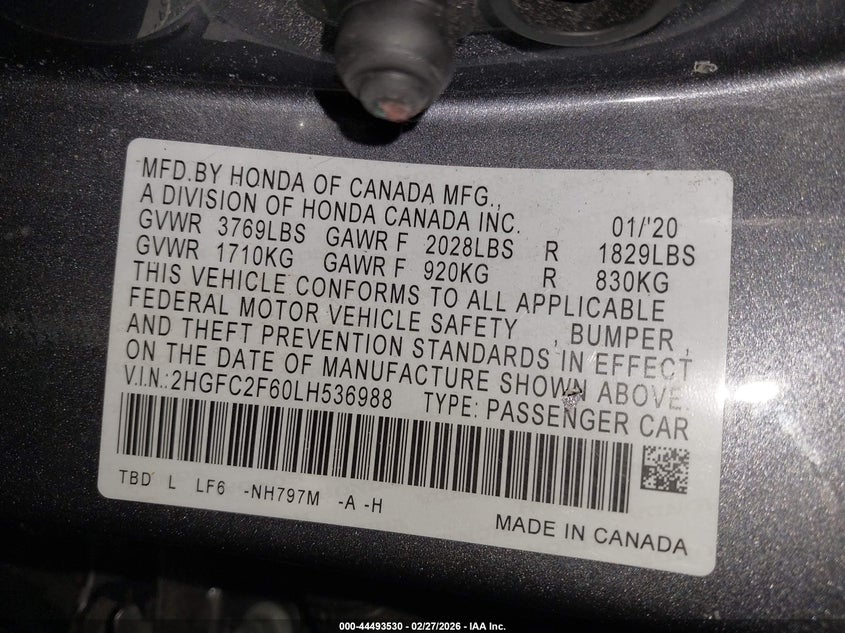 MFD.BY HONDA OF CANADA MFG.,
A DIVISION OF HONDA CANADA INC. 01/'20
GVWR 3769LBS GAWR F 2028LBS R 1829LBS
GVWR 1710KG GAWR F 920KG R 830KG
THIS VEHICLE CONFORMS TO ALL APPLICABLE
FEDERAL MOTOR VEHICLE SAFETY , BUMPER ,
AND THEFT PREVENTION STANDARDS IN EFFECT
ON THE DATE OF MANUFACTURE SHOWN ABOVE.
V.I.N.: 2HGFC2F60LH536988 TYPE: PASSENGER CAR
TBD L LF6 -NH797M -A -H
MADE IN CANADA
000-44493530 - 02/27/2026 - IAA Inc.